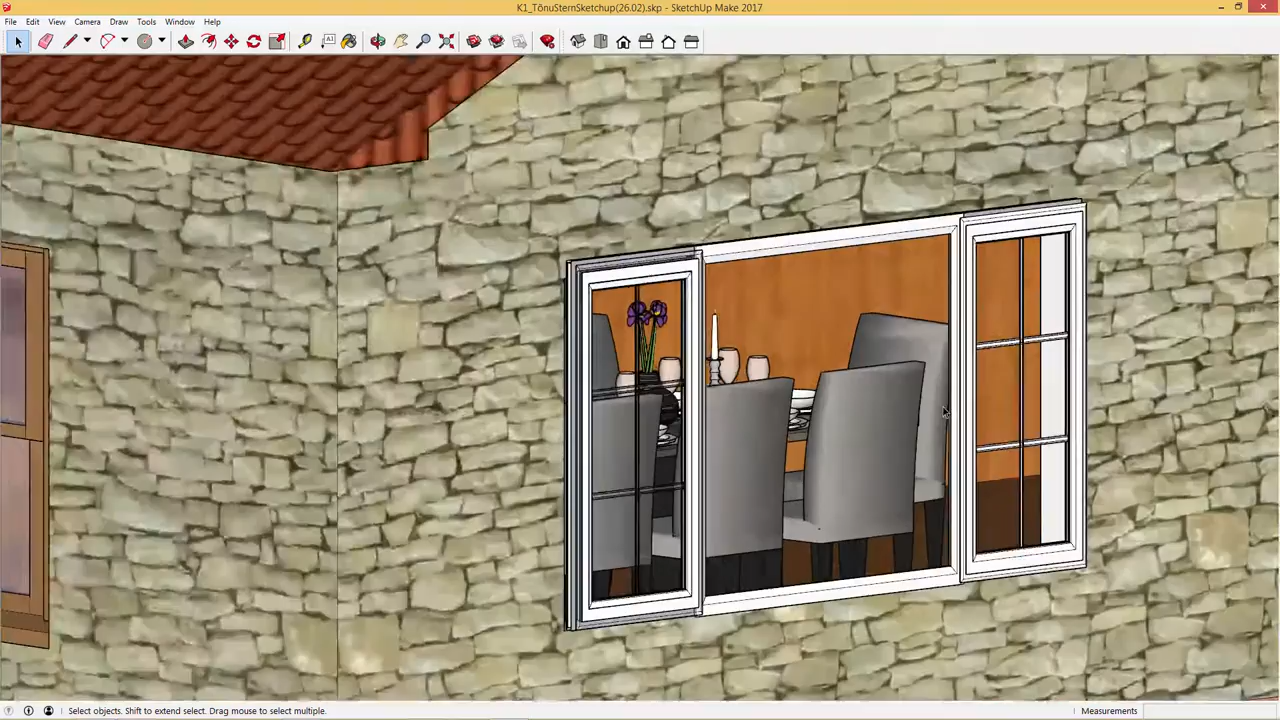 K1_TõnuSternSketchup(26.02).skp - SketchUp Make 2017
File Edit View Camera Draw Tools Window Help
Select objects. Shift to extend select. Drag mouse to select multiple.
Measurements